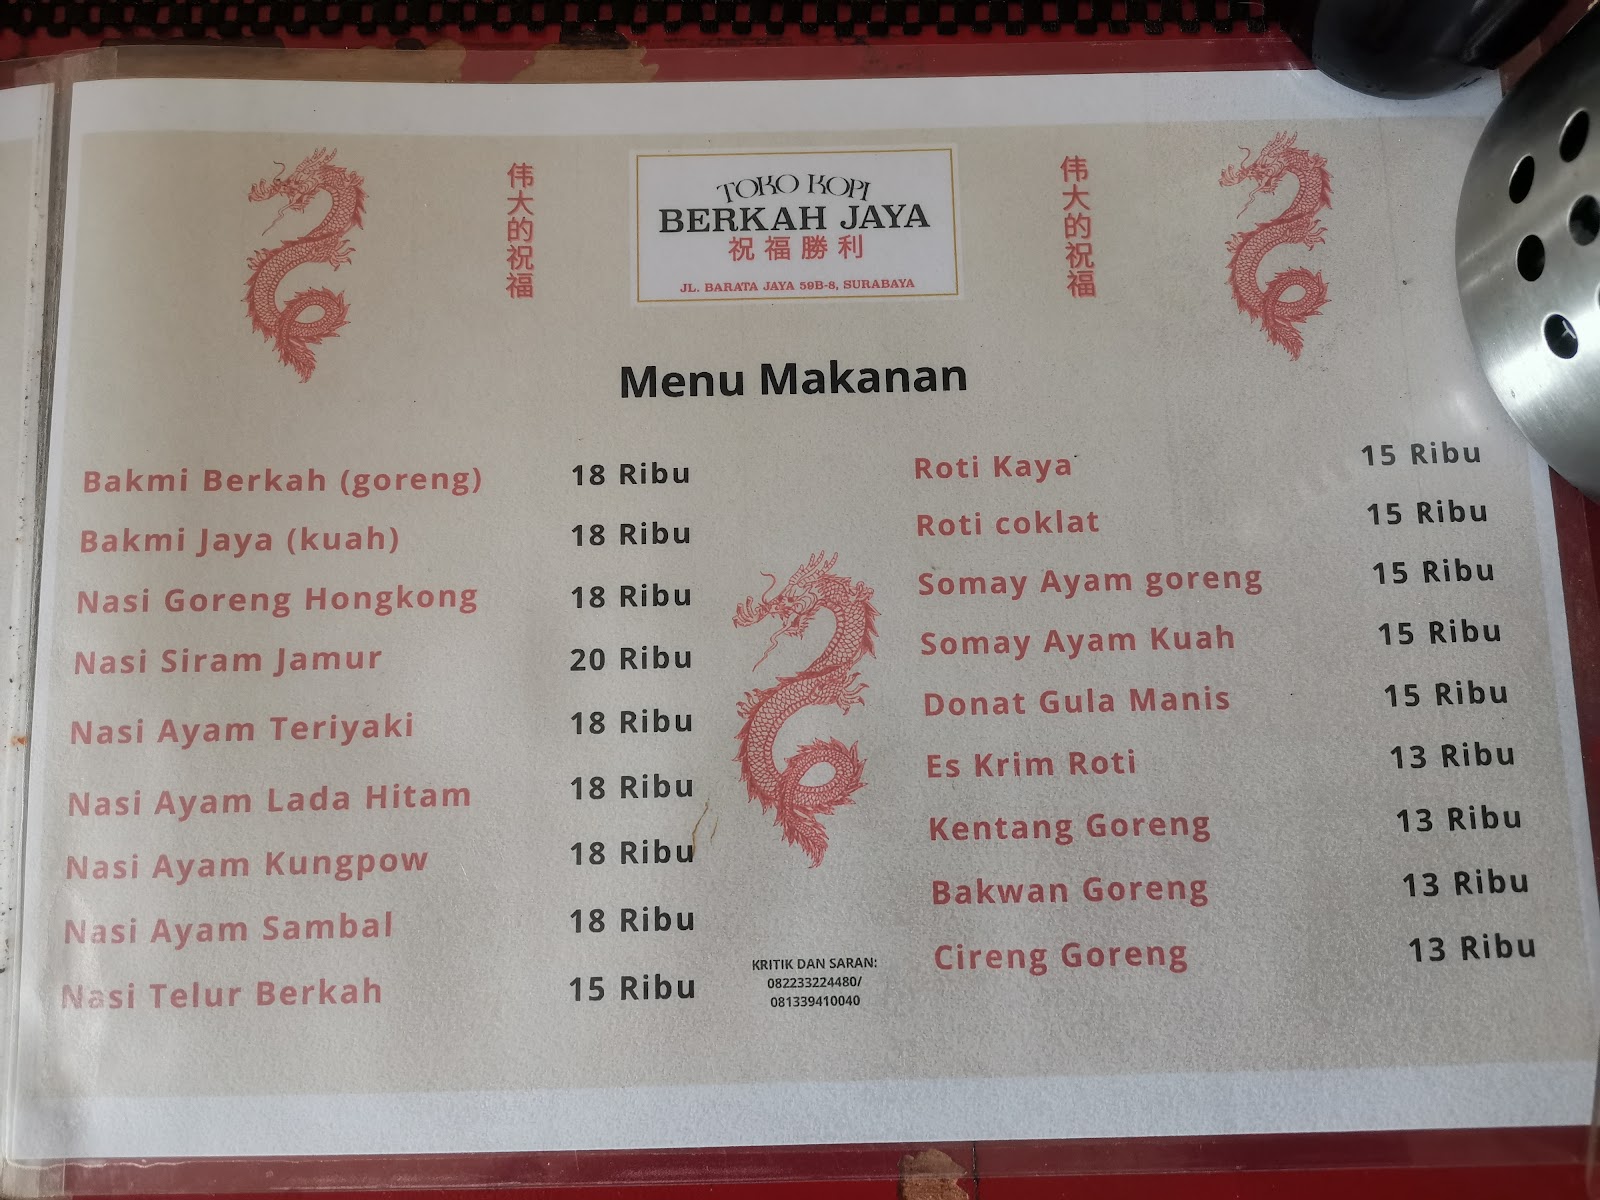 伟大的祝福
TOKO KOPI
BERKAH JAYA
祝福勝利
JL. BARATA JAYA 59B-8, SURABAYA
伟大的祝福
Menu Makanan
Bakmi Berkah (goreng) 18 Ribu
Bakmi Jaya (kuah) 18 Ribu
Nasi Goreng Hongkong 18 Ribu
Nasi Siram Jamur 20 Ribu
Nasi Ayam Teriyaki 18 Ribu
Nasi Ayam Lada Hitam 18 Ribu
Nasi Ayam Kungpow 18 Ribu
Nasi Ayam Sambal 18 Ribu
Nasi Telur Berkah 15 Ribu
Roti Kaya 15 Ribu
Roti coklat 15 Ribu
Somay Ayam goreng 15 Ribu
Somay Ayam Kuah 15 Ribu
Donat Gula Manis 15 Ribu
Es Krim Roti 13 Ribu
Kentang Goreng 13 Ribu
Bakwan Goreng 13 Ribu
Cireng Goreng 13 Ribu
KRITIK DAN SARAN:
082233224480/
081339410040